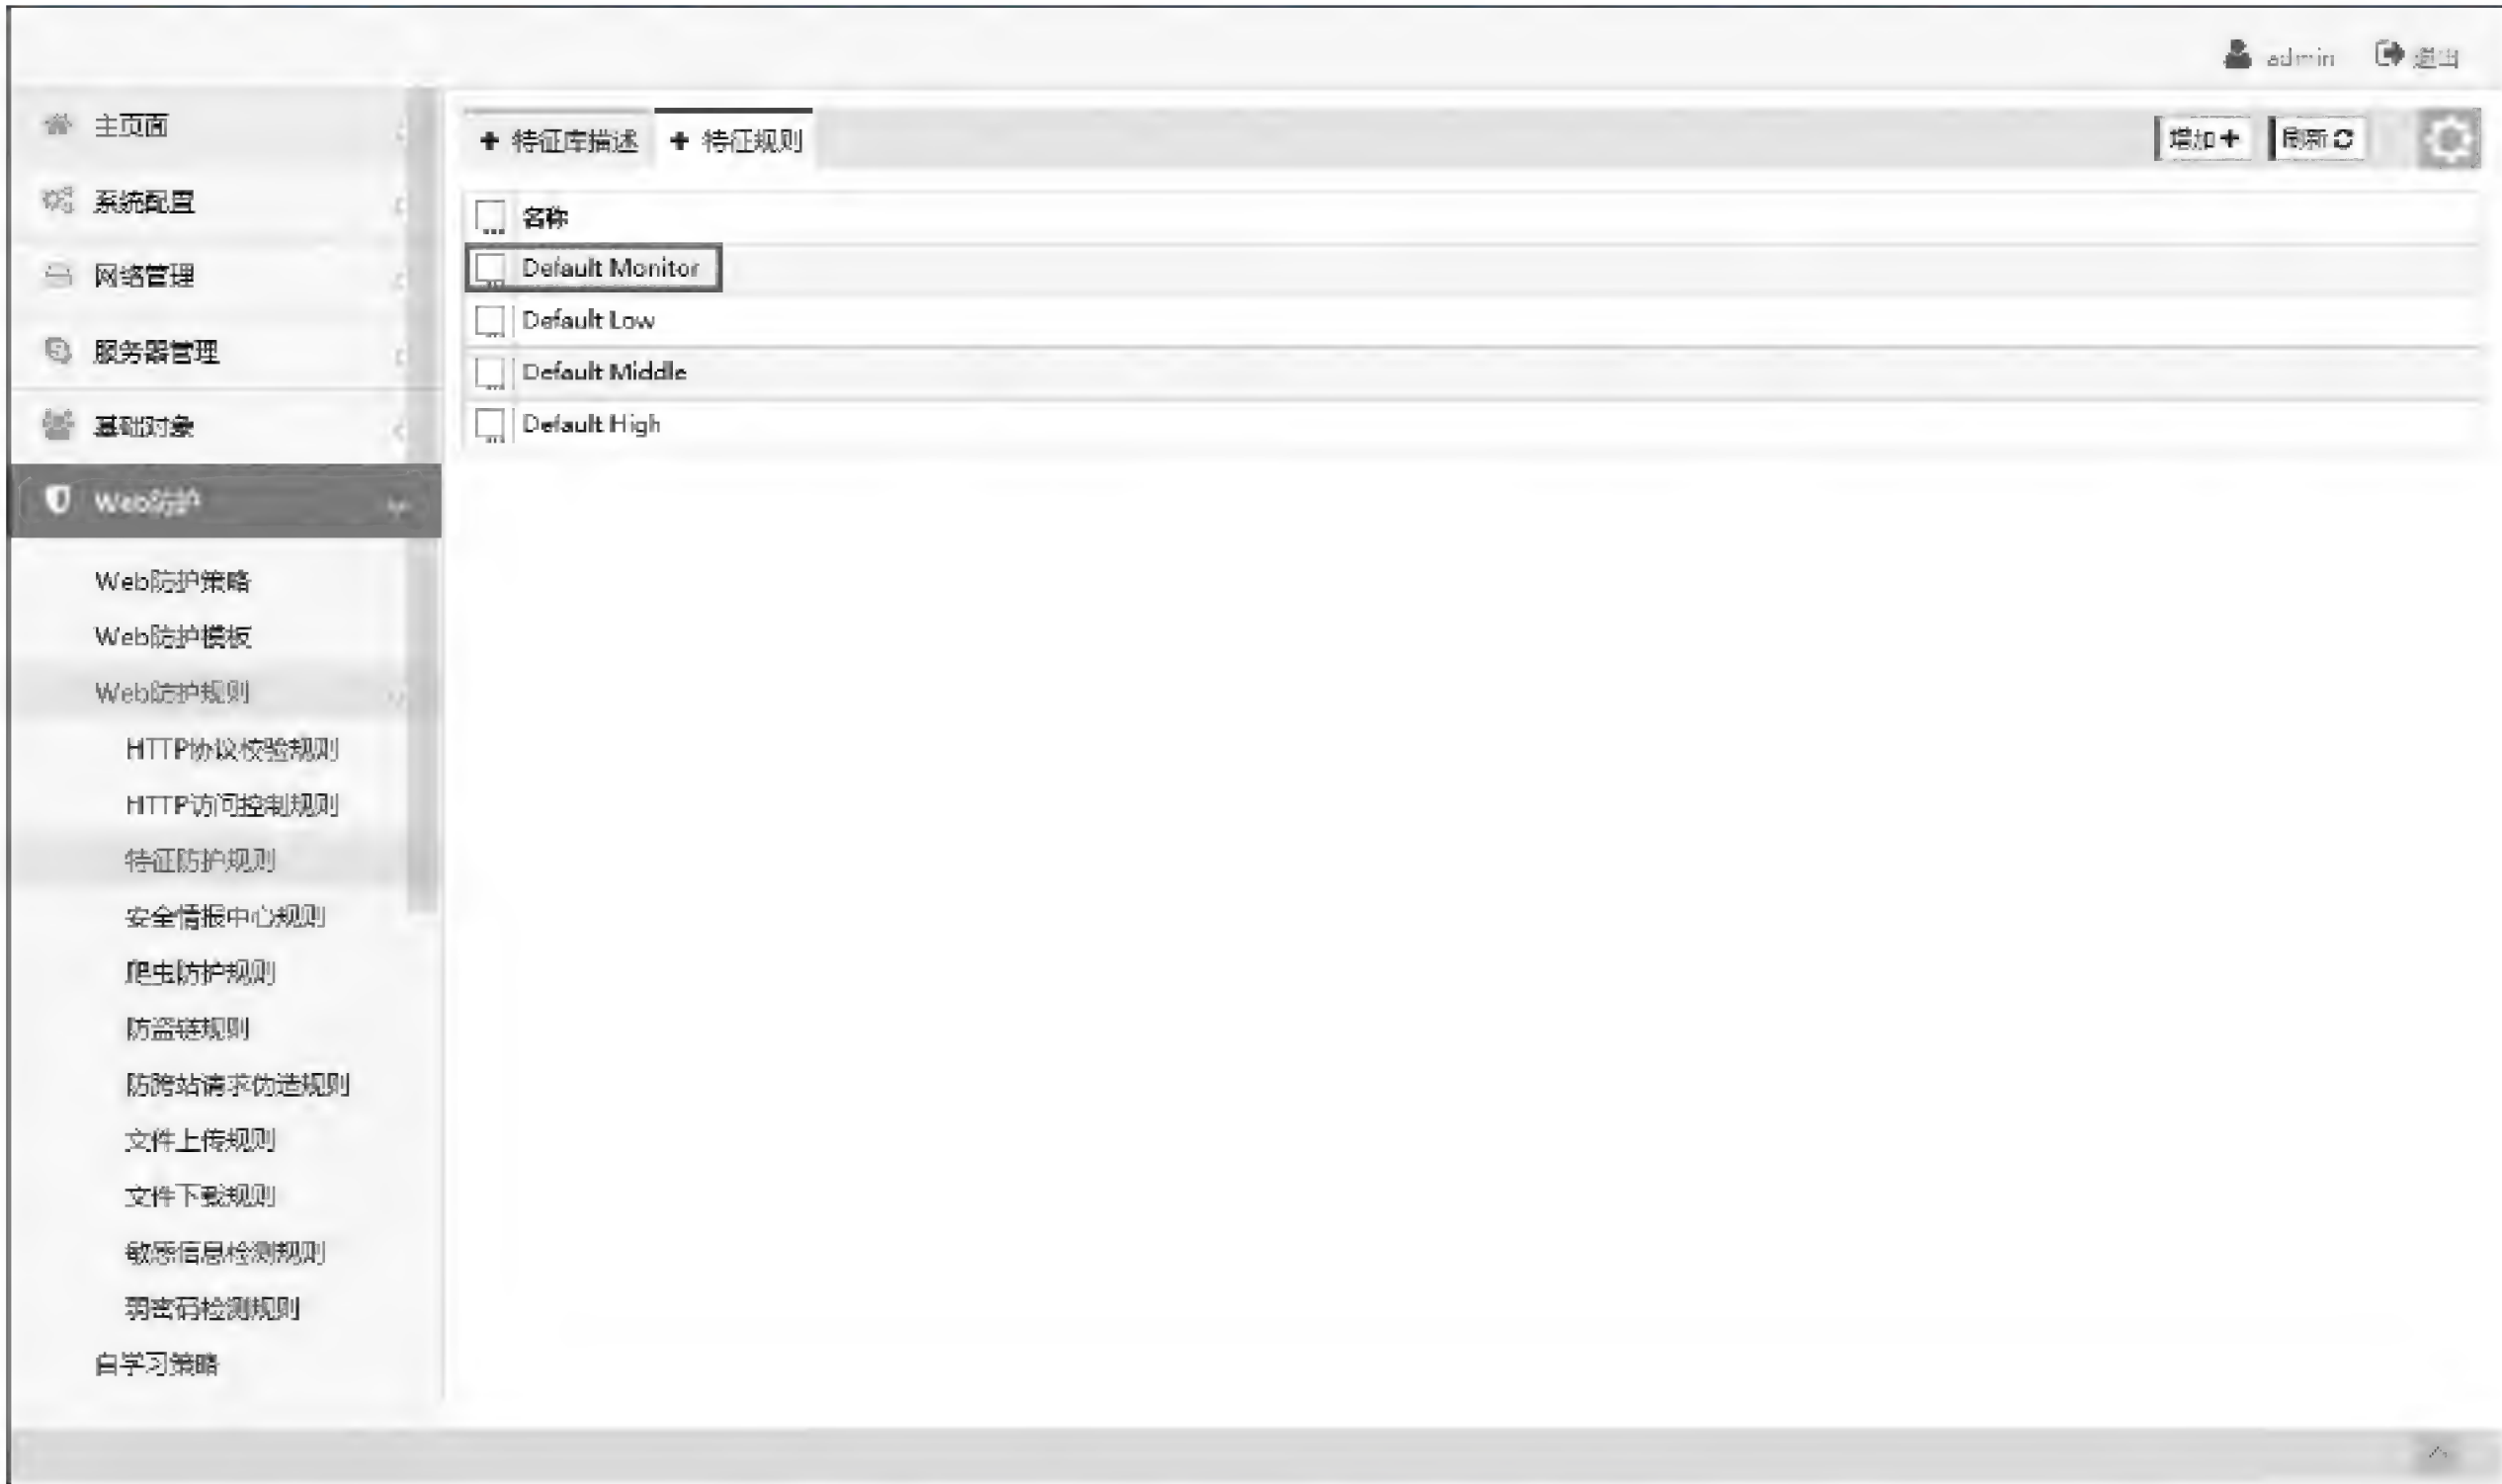 admin 退出
主页面
系统配置
网络管理
服务器管理
基础对象
Web防护
Web防护策略
Web防护模板
Web防护规则
HTTP协议校验规则
HTTP访问控制规则
特征防护规则
安全情报中心规则
爬虫防护规则
防盗链规则
防跨站请求伪造规则
文件上传规则
文件下载规则
敏感信息检测规则
弱密码检测规则
自学习策略
特征库描述 特征规则 增加 刷新
名称
Default Monitor
Default Low
Default Middle
Default High